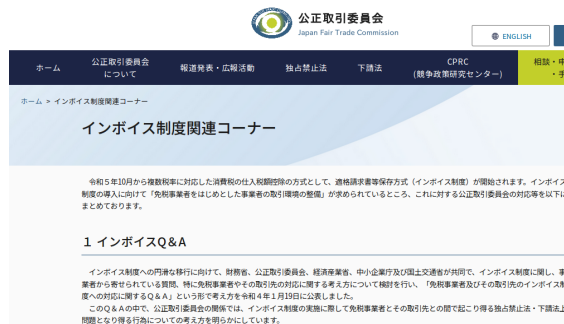 公正取引委員会
Japan Fair Trade Commission
ENGLISH
ホーム
公正取引委員会
について
報道発表・広報活動
独占禁止法
下請法
CPRC
(競争政策研究センター)
相談・申
・手
ホーム > インボイス制度関連コーナー
インボイス制度関連コーナー
令和５年10月から複数税率に対応した消費税の仕入税額控除の方式として、適格請求書等保存方式（インボイス制度）が開始されます。インボイス
制度の導入に向けて「免税事業者をはじめとした事業者の取引環境の整備」が求められているところ、これに対する公正取引委員会の対応等を以下に
まとめております。
１ インボイスQ&A
インボイス制度への円滑な移行に向けて、財務省、公正取引委員会、経済産業省、中小企業庁及び国土交通省が共同で、インボイス制度に関し、事
業者から寄せられている質問、特に免税事業者やその取引先の対応に関する考え方について検討を行い、「免税事業者及びその取引先のインボイス制
度への対応に関するＱ＆Ａ」という形で考え方を令和４年１月19日に公表しました。
このＱ＆Ａの中で、公正取引委員会の関係では、インボイス制度の実施に際して免税事業者とその取引先との間で起こり得る独占禁止法・下請法上
問題となり得る行為についての考え方を明らかにしています。